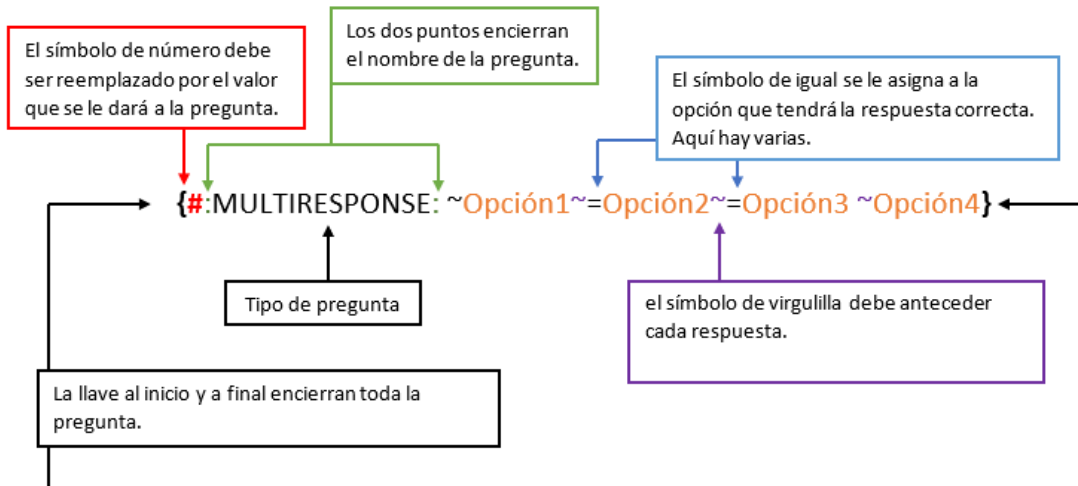 El símbolo de número debe
ser reemplazado por el valor
que se le dará a la pregunta.
Los dos puntos encierran
el nombre de la pregunta.
El símbolo de igual se le asigna a la
opción que tendrá la respuesta correcta.
Aquí hay varias.
{#:MULTIRESPONSE: ~Opción1~=Opción2~=Opción3 ~Opción4}
Tipo de pregunta
el símbolo de virgulilla debe anteceder
cada respuesta.
La llave al inicio y a final encierran toda la
pregunta.